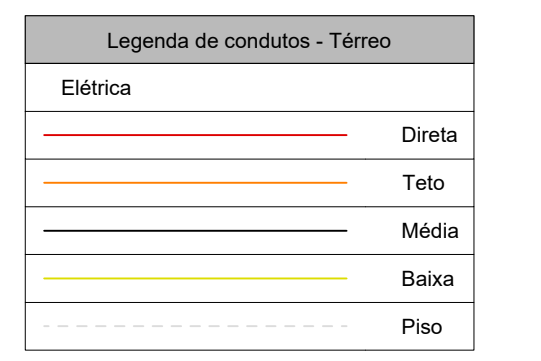 Legenda de condutos - Térreo
Elétrica
Direta
Teto
Média
Baixa
Piso